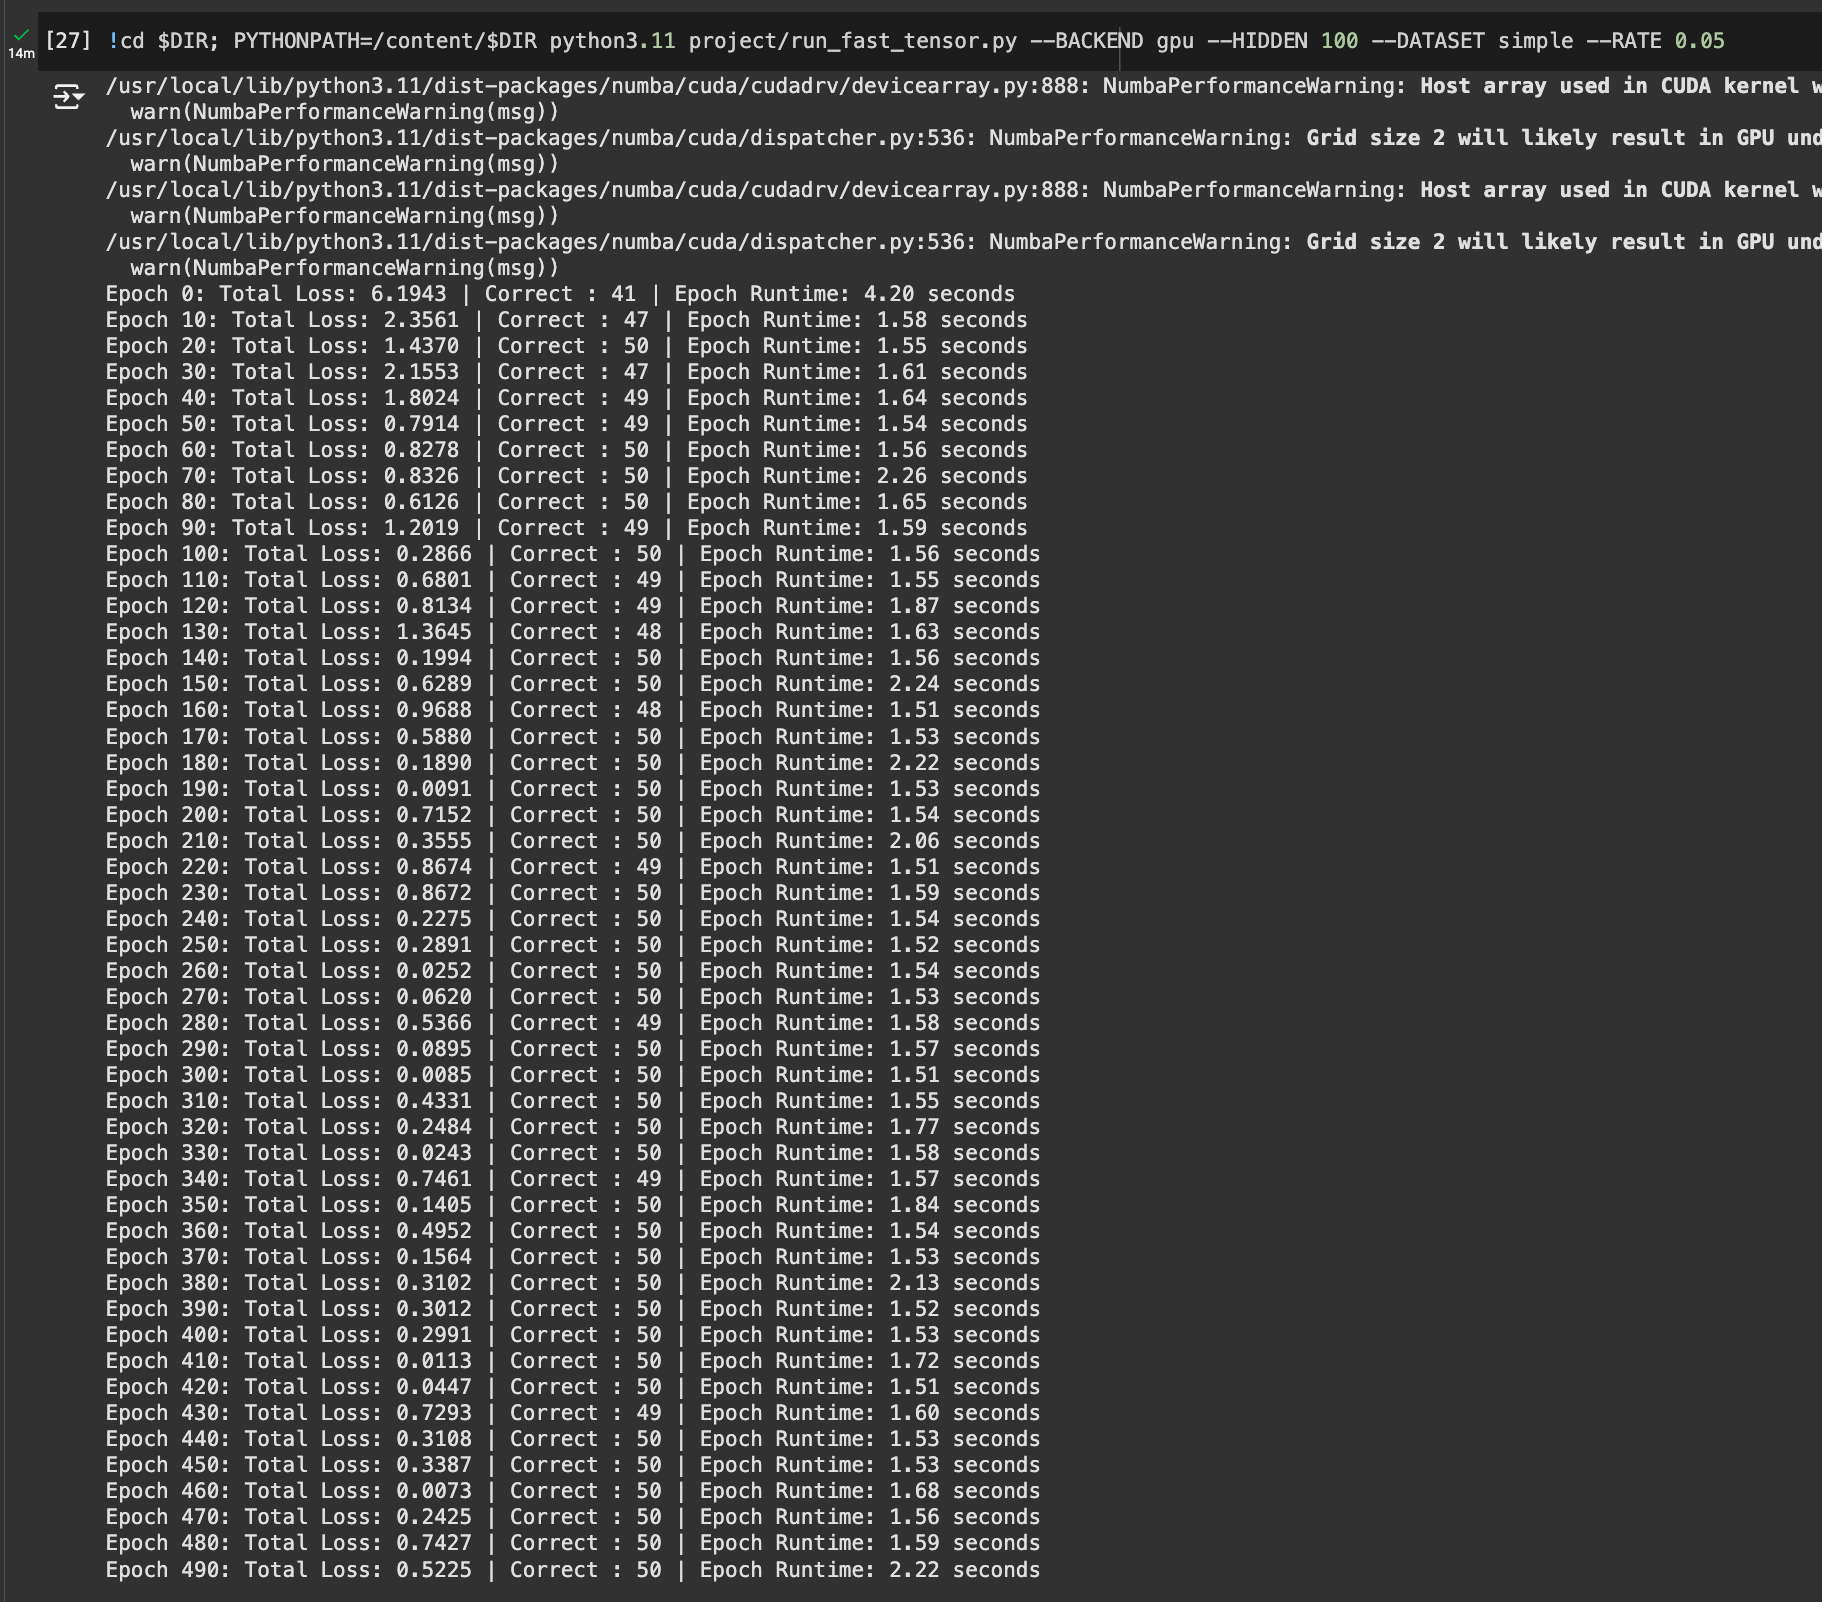 [27] !cd $DIR; PYTHONPATH=/content/$DIR python3.11 project/run_fast_tensor.py --BACKEND gpu --HIDDEN 100 --DATASET simple --RATE 0.05
14m
/usr/local/lib/python3.11/dist-packages/numba/cuda/cudadrv/devicearray.py:888: NumbaPerformanceWarning: Host array used in CUDA kernel w
warn(NumbaPerformanceWarning(msg))
/usr/local/lib/python3.11/dist-packages/numba/cuda/dispatcher.py:536: NumbaPerformanceWarning: Grid size 2 will likely result in GPU und
warn(NumbaPerformanceWarning(msg))
/usr/local/lib/python3.11/dist-packages/numba/cuda/cudadrv/devicearray.py:888: NumbaPerformanceWarning: Host array used in CUDA kernel w
warn(NumbaPerformanceWarning(msg))
/usr/local/lib/python3.11/dist-packages/numba/cuda/dispatcher.py:536: NumbaPerformanceWarning: Grid size 2 will likely result in GPU und
warn(NumbaPerformanceWarning(msg))
Epoch 0: Total Loss: 6.1943 | Correct : 41 | Epoch Runtime: 4.20 seconds
Epoch 10: Total Loss: 2.3561 | Correct : 47 | Epoch Runtime: 1.58 seconds
Epoch 20: Total Loss: 1.4370 | Correct : 50 | Epoch Runtime: 1.55 seconds
Epoch 30: Total Loss: 2.1553 | Correct : 47 | Epoch Runtime: 1.61 seconds
Epoch 40: Total Loss: 1.8024 | Correct : 49 | Epoch Runtime: 1.64 seconds
Epoch 50: Total Loss: 0.7914 | Correct : 49 | Epoch Runtime: 1.54 seconds
Epoch 60: Total Loss: 0.8278 | Correct : 50 | Epoch Runtime: 1.56 seconds
Epoch 70: Total Loss: 0.8326 | Correct : 50 | Epoch Runtime: 2.26 seconds
Epoch 80: Total Loss: 0.6126 | Correct : 50 | Epoch Runtime: 1.65 seconds
Epoch 90: Total Loss: 1.2019 | Correct : 49 | Epoch Runtime: 1.59 seconds
Epoch 100: Total Loss: 0.2866 | Correct : 50 | Epoch Runtime: 1.56 seconds
Epoch 110: Total Loss: 0.6801 | Correct : 49 | Epoch Runtime: 1.55 seconds
Epoch 120: Total Loss: 0.8134 | Correct : 49 | Epoch Runtime: 1.87 seconds
Epoch 130: Total Loss: 1.3645 | Correct : 48 | Epoch Runtime: 1.63 seconds
Epoch 140: Total Loss: 0.1994 | Correct : 50 | Epoch Runtime: 1.56 seconds
Epoch 150: Total Loss: 0.6289 | Correct : 50 | Epoch Runtime: 2.24 seconds
Epoch 160: Total Loss: 0.9688 | Correct : 48 | Epoch Runtime: 1.51 seconds
Epoch 170: Total Loss: 0.5880 | Correct : 50 | Epoch Runtime: 1.53 seconds
Epoch 180: Total Loss: 0.1890 | Correct : 50 | Epoch Runtime: 2.22 seconds
Epoch 190: Total Loss: 0.0091 | Correct : 50 | Epoch Runtime: 1.53 seconds
Epoch 200: Total Loss: 0.7152 | Correct : 50 | Epoch Runtime: 1.54 seconds
Epoch 210: Total Loss: 0.3555 | Correct : 50 | Epoch Runtime: 2.06 seconds
Epoch 220: Total Loss: 0.8674 | Correct : 49 | Epoch Runtime: 1.51 seconds
Epoch 230: Total Loss: 0.8672 | Correct : 50 | Epoch Runtime: 1.59 seconds
Epoch 240: Total Loss: 0.2275 | Correct : 50 | Epoch Runtime: 1.54 seconds
Epoch 250: Total Loss: 0.2891 | Correct : 50 | Epoch Runtime: 1.52 seconds
Epoch 260: Total Loss: 0.0252 | Correct : 50 | Epoch Runtime: 1.54 seconds
Epoch 270: Total Loss: 0.0620 | Correct : 50 | Epoch Runtime: 1.53 seconds
Epoch 280: Total Loss: 0.5366 | Correct : 49 | Epoch Runtime: 1.58 seconds
Epoch 290: Total Loss: 0.0895 | Correct : 50 | Epoch Runtime: 1.57 seconds
Epoch 300: Total Loss: 0.0085 | Correct : 50 | Epoch Runtime: 1.51 seconds
Epoch 310: Total Loss: 0.4331 | Correct : 50 | Epoch Runtime: 1.55 seconds
Epoch 320: Total Loss: 0.2484 | Correct : 50 | Epoch Runtime: 1.77 seconds
Epoch 330: Total Loss: 0.0243 | Correct : 50 | Epoch Runtime: 1.58 seconds
Epoch 340: Total Loss: 0.7461 | Correct : 49 | Epoch Runtime: 1.57 seconds
Epoch 350: Total Loss: 0.1405 | Correct : 50 | Epoch Runtime: 1.84 seconds
Epoch 360: Total Loss: 0.4952 | Correct : 50 | Epoch Runtime: 1.54 seconds
Epoch 370: Total Loss: 0.1564 | Correct : 50 | Epoch Runtime: 1.53 seconds
Epoch 380: Total Loss: 0.3102 | Correct : 50 | Epoch Runtime: 2.13 seconds
Epoch 390: Total Loss: 0.3012 | Correct : 50 | Epoch Runtime: 1.52 seconds
Epoch 400: Total Loss: 0.2991 | Correct : 50 | Epoch Runtime: 1.53 seconds
Epoch 410: Total Loss: 0.0113 | Correct : 50 | Epoch Runtime: 1.72 seconds
Epoch 420: Total Loss: 0.0447 | Correct : 50 | Epoch Runtime: 1.51 seconds
Epoch 430: Total Loss: 0.7293 | Correct : 49 | Epoch Runtime: 1.60 seconds
Epoch 440: Total Loss: 0.3108 | Correct : 50 | Epoch Runtime: 1.53 seconds
Epoch 450: Total Loss: 0.3387 | Correct : 50 | Epoch Runtime: 1.53 seconds
Epoch 460: Total Loss: 0.0073 | Correct : 50 | Epoch Runtime: 1.68 seconds
Epoch 470: Total Loss: 0.2425 | Correct : 50 | Epoch Runtime: 1.56 seconds
Epoch 480: Total Loss: 0.7427 | Correct : 50 | Epoch Runtime: 1.59 seconds
Epoch 490: Total Loss: 0.5225 | Correct : 50 | Epoch Runtime: 2.22 seconds